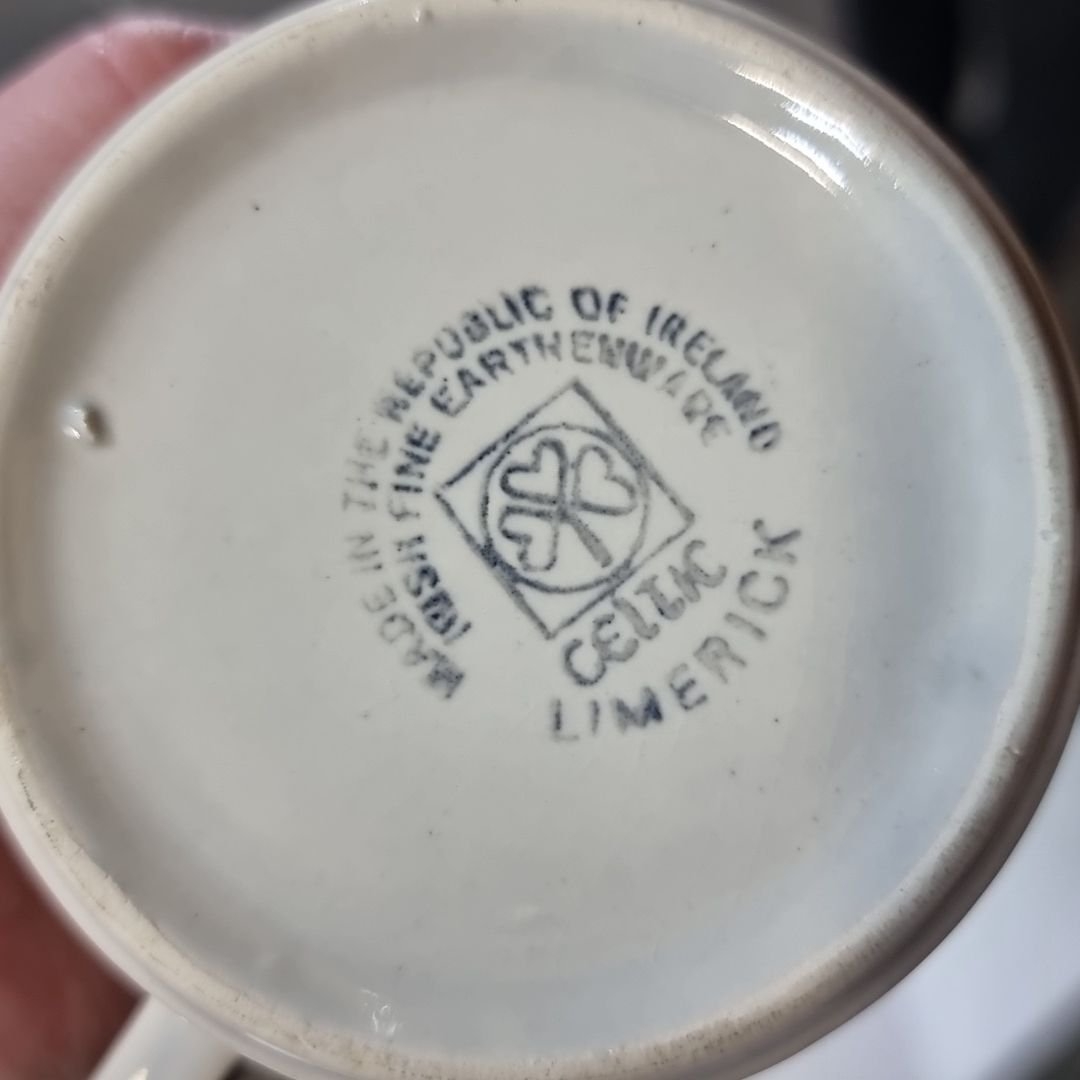 MADE IN THE REPUBLIC OF IRELAND
IRISH FINE EARTHENWARE
CELTIC
LIMERICK